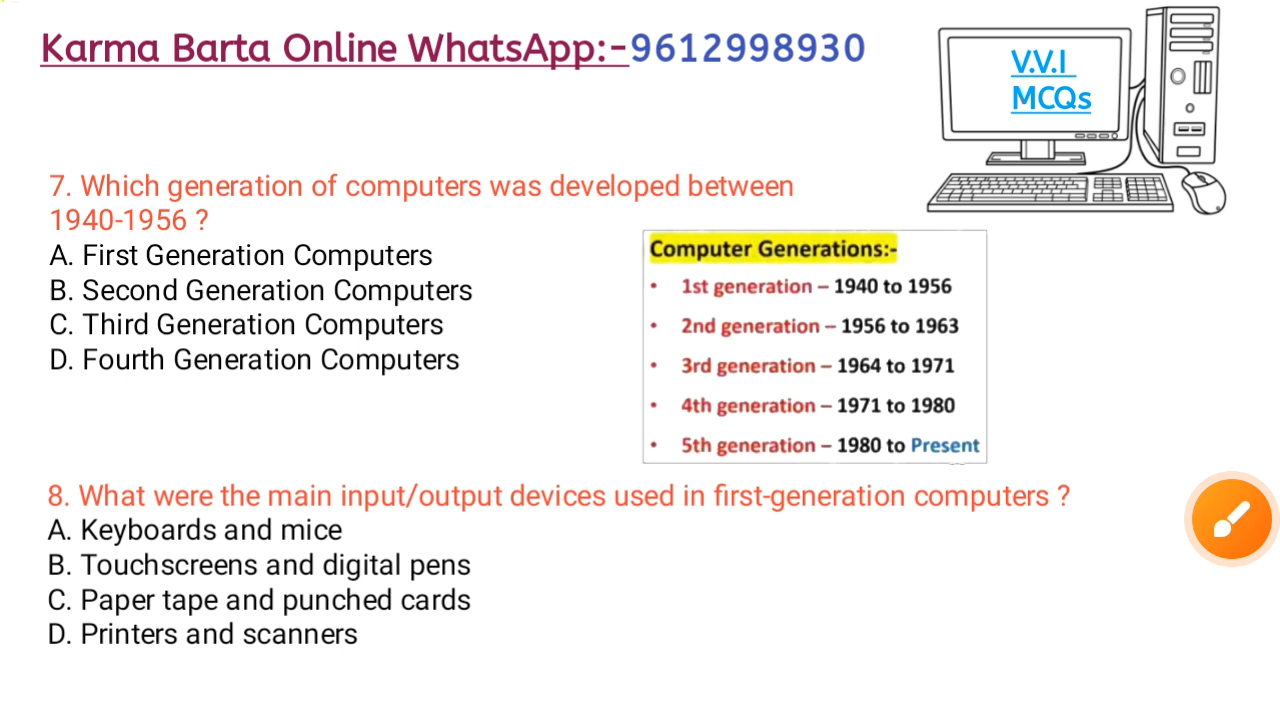 Karma Barta Online WhatsApp:-9612998930
V.V.I
MCQs
7. Which generation of computers was developed between
1940-1956 ?
A. First Generation Computers
B. Second Generation Computers
C. Third Generation Computers
D. Fourth Generation Computers
Computer Generations:-
• 1st generation – 1940 to 1956
• 2nd generation – 1956 to 1963
• 3rd generation – 1964 to 1971
• 4th generation – 1971 to 1980
• 5th generation – 1980 to Present
8. What were the main input/output devices used in first-generation computers ?
A. Keyboards and mice
B. Touchscreens and digital pens
C. Paper tape and punched cards
D. Printers and scanners